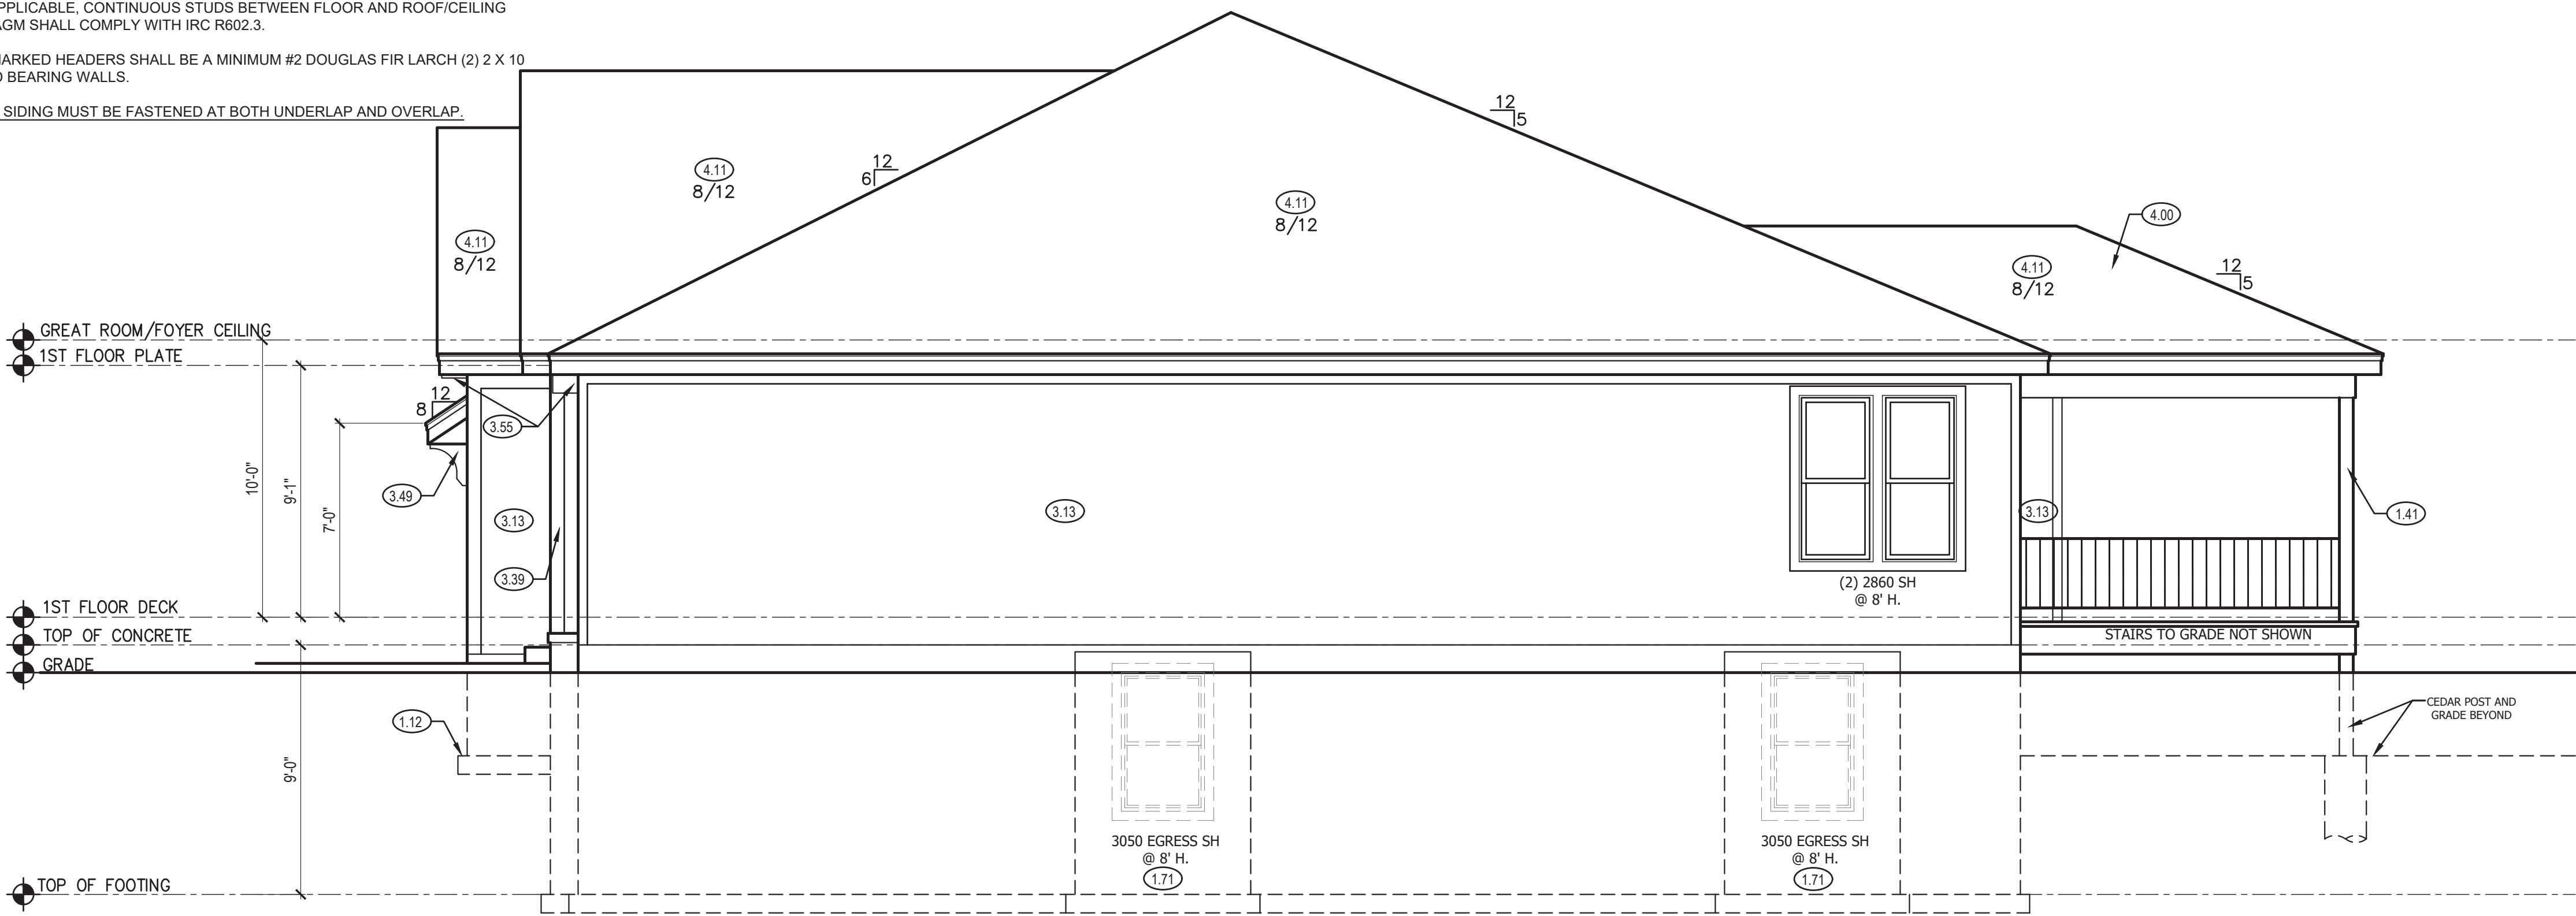 PPLICABLE, CONTINUOUS STUDS BETWEEN FLOOR AND ROOF/CEILING
AGM SHALL COMPLY WITH IRC R602.3.
MARKED HEADERS SHALL BE A MINIMUM #2 DOUGLAS FIR LARCH (2) 2 X 10
D BEARING WALLS.
SIDING MUST BE FASTENED AT BOTH UNDERLAP AND OVERLAP.
12
5
12
6
4.11
8/12
4.11
8/12
4.00
4.11
8/12
4.11
8/12
12
5
GREAT ROOM/FOYER CEILING
1ST FLOOR PLATE
12
8
3.55
10'-0"
9'-1"
7'-0"
3.49
3.13
3.13
3.13
1.41
3.39
(2) 2860 SH
@ 8' H.
1ST FLOOR DECK
TOP OF CONCRETE
STAIRS TO GRADE NOT SHOWN
GRADE
1.12
CEDAR POST AND
GRADE BEYOND
9'-0"
3050 EGRESS SH
@ 8' H.
1.71
3050 EGRESS SH
@ 8' H.
1.71
TOP OF FOOTING